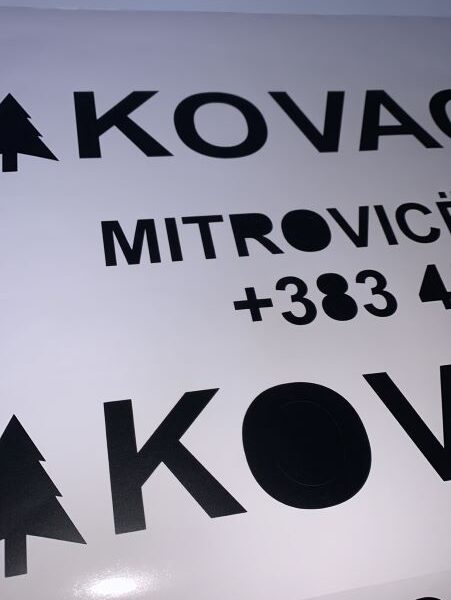 KOVAC
MITROVICË
+383 4
KOV